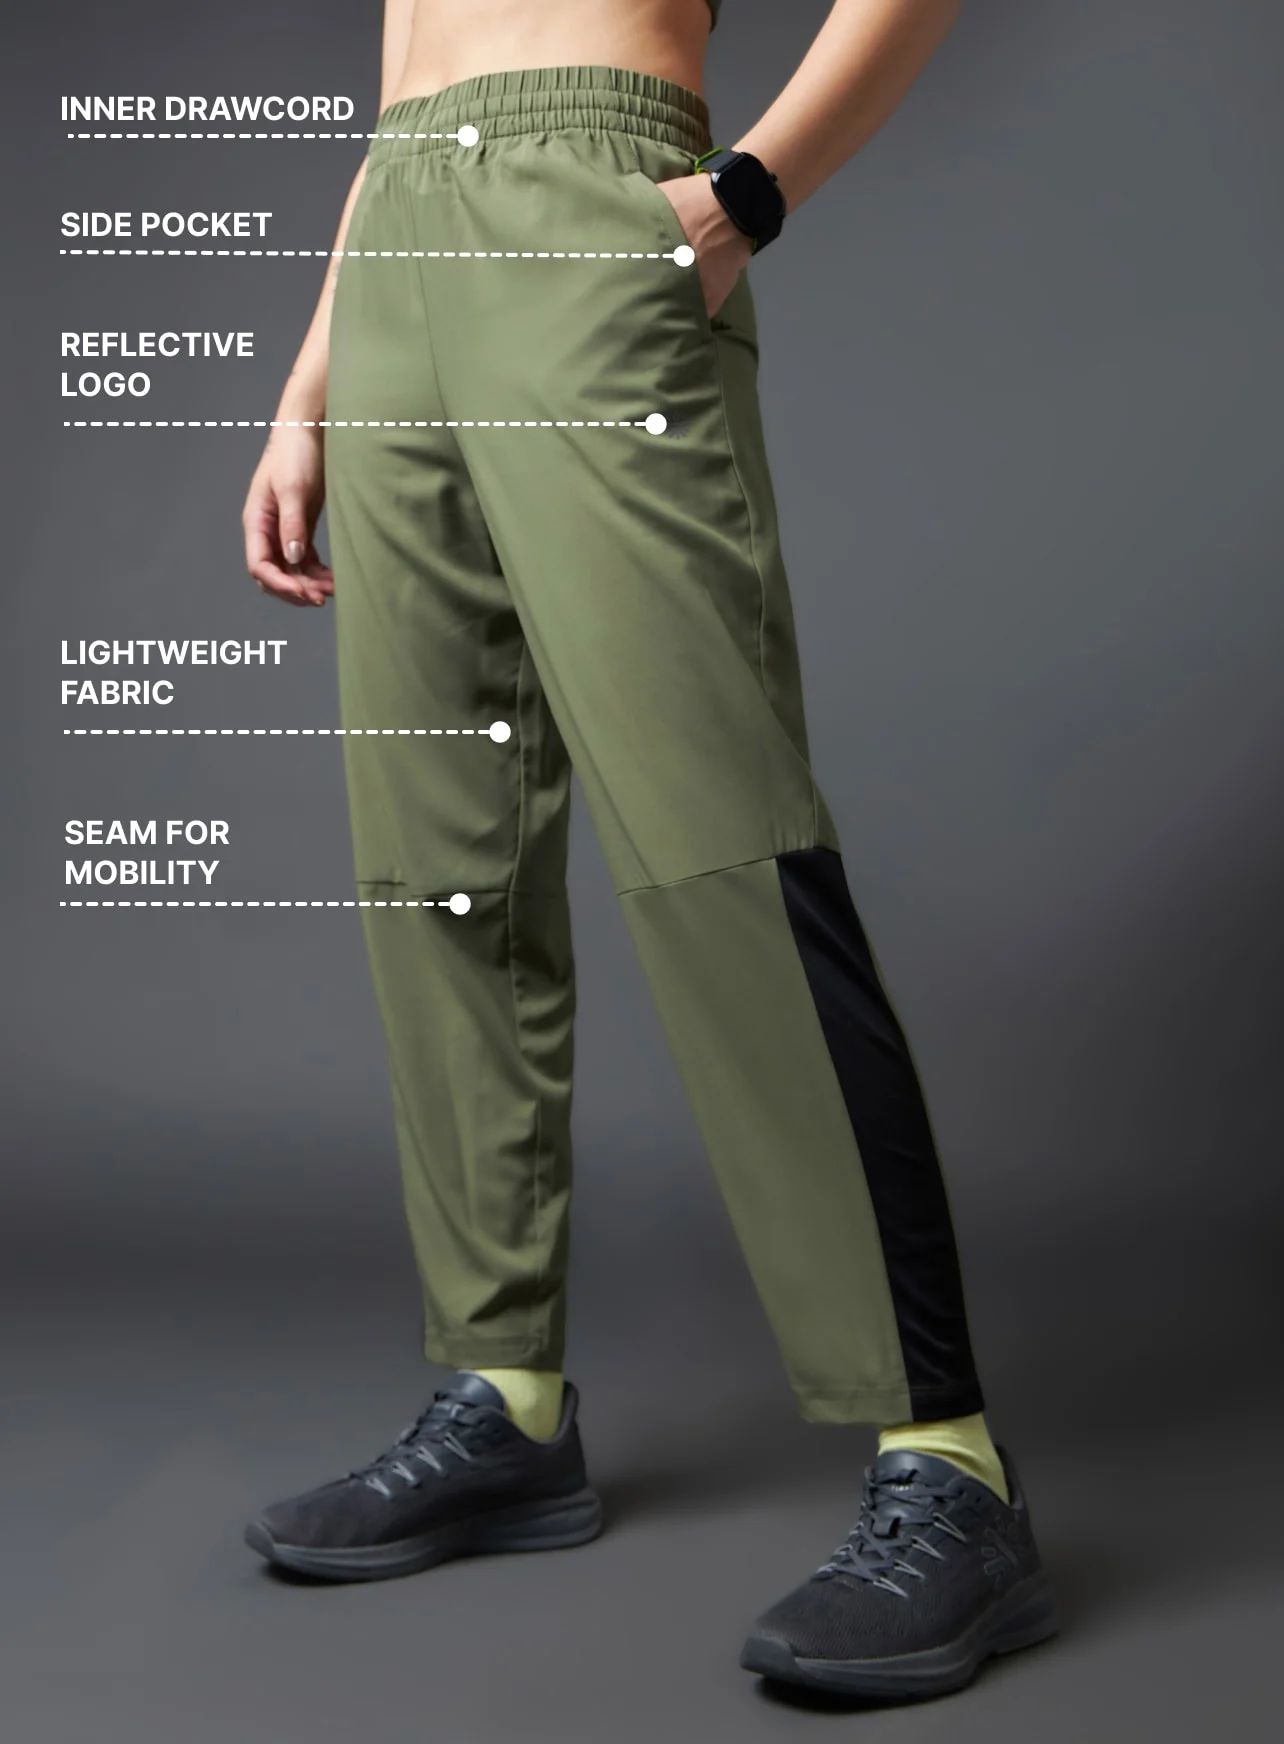 INNER DRAWCORD
SIDE POCKET
REFLECTIVE
LOGO
LIGHTWEIGHT
FABRIC
SEAM FOR
MOBILITY